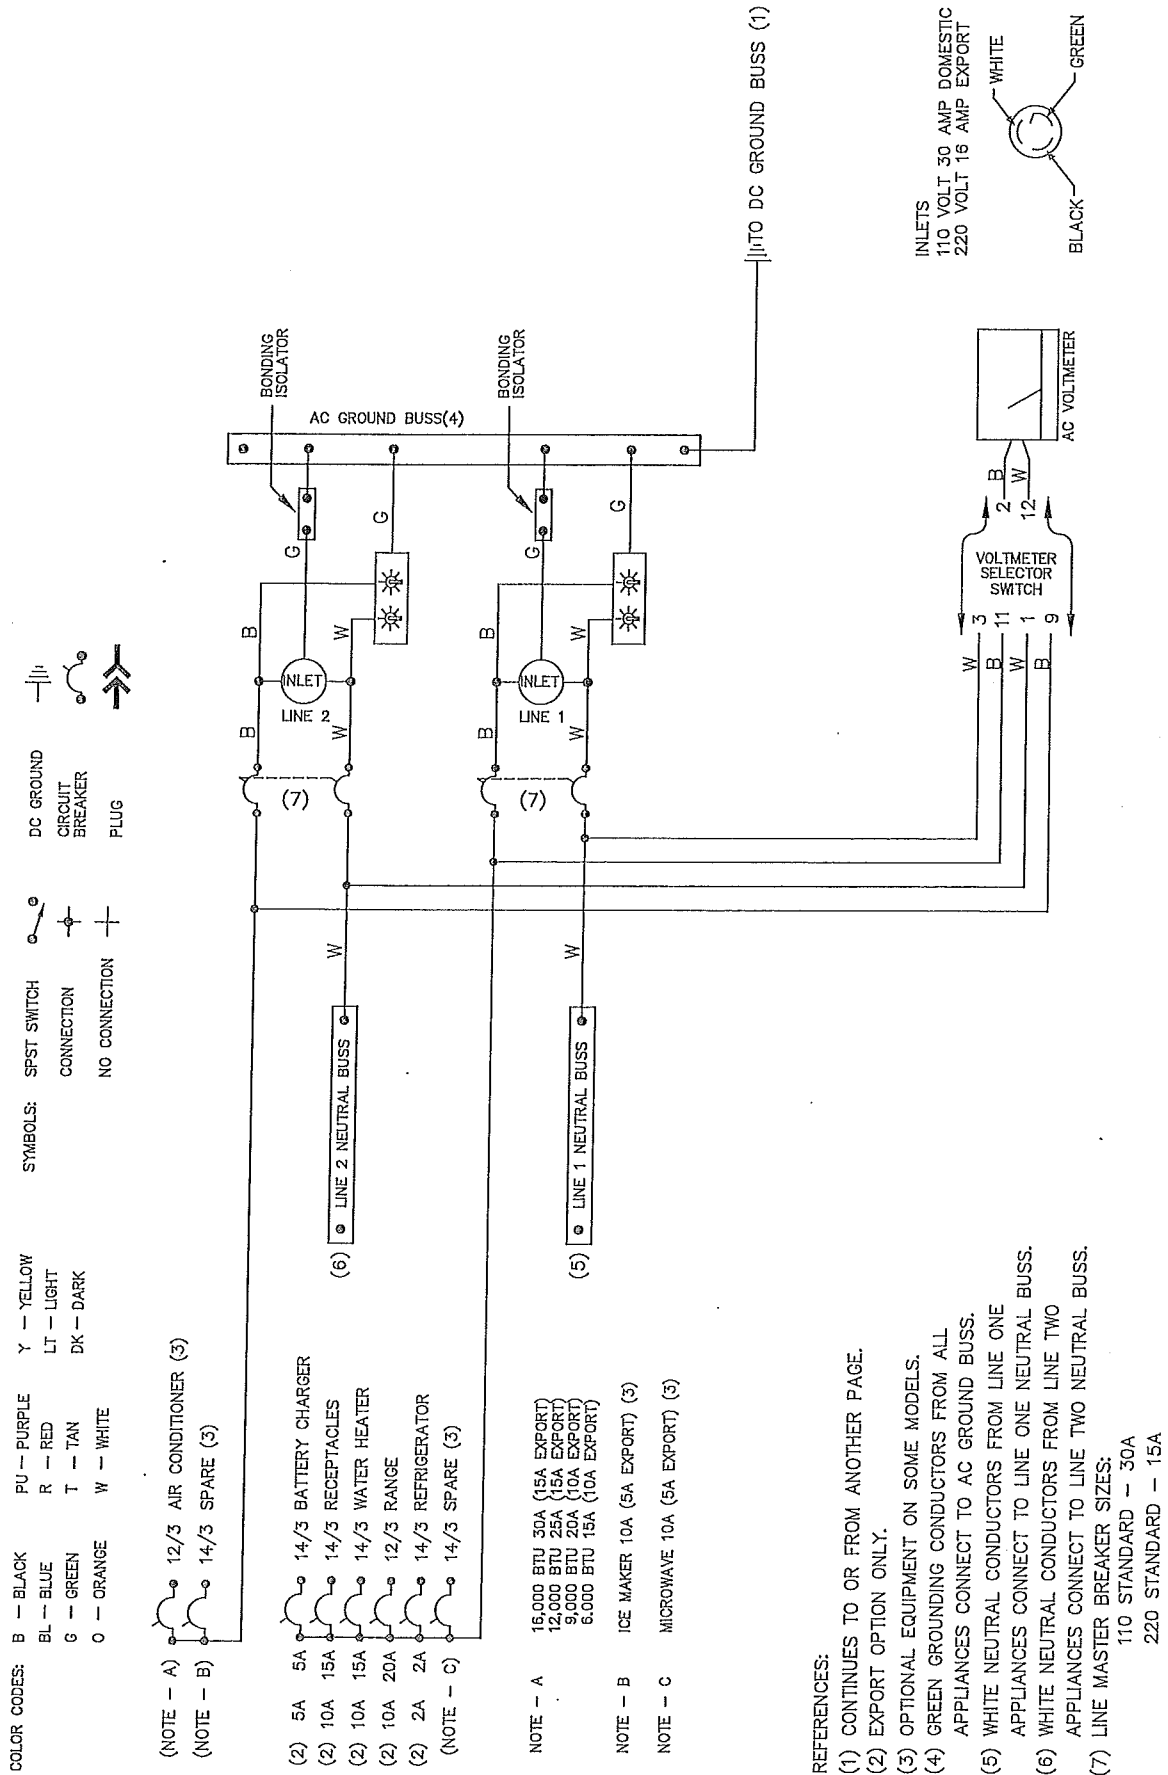 COLOR CODES:
B – BLACK
BL – BLUE
G – GREEN
O – ORANGE
PU – PURPLE
R – RED
T – TAN
W – WHITE
Y – YELLOW
LT – LIGHT
DK – DARK
SYMBOLS:
SPST SWITCH
CONNECTION
NO CONNECTION
DC GROUND
CIRCUIT
BREAKER
PLUG
(NOTE – A)
12/3 AIR CONDITIONER (3)
(NOTE – B)
14/3 SPARE (3)
(2) 5A 5A 14/3 BATTERY CHARGER
(2) 10A 15A 14/3 RECEPTACLES
(2) 10A 15A 14/3 WATER HEATER
(2) 10A 20A 12/3 RANGE
(2) 2A 2A 14/3 REFRIGERATOR
(NOTE – C) 14/3 SPARE (3)
NOTE – A
16,000 BTU 30A (15A EXPORT)
12,000 BTU 25A (15A EXPORT)
9,000 BTU 20A (10A EXPORT)
6.000 BTU 15A (10A EXPORT)
NOTE – B ICE MAKER 10A (5A EXPORT) (3)
NOTE – C MICROWAVE 10A (5A EXPORT) (3)
(6)
LINE 2 NEUTRAL BUSS
W
(5)
LINE 1 NEUTRAL BUSS
W
(7)
B
W
INLET
LINE 2
B
W
G
G
BONDING
ISOLATOR
AC GROUND BUSS(4)
(7)
B
W
INLET
LINE 1
B
W
G
G
BONDING
ISOLATOR
TO DC GROUND BUSS (1)
W 3
B 11
W 1
B 9
VOLTMETER
SELECTOR
SWITCH
2 B
12 W
AC VOLTMETER
INLETS
110 VOLT 30 AMP DOMESTIC
220 VOLT 16 AMP EXPORT
WHITE
BLACK
GREEN
REFERENCES:
(1) CONTINUES TO OR FROM ANOTHER PAGE.
(2) EXPORT OPTION ONLY.
(3) OPTIONAL EQUIPMENT ON SOME MODELS.
(4) GREEN GROUNDING CONDUCTORS FROM ALL
APPLIANCES CONNECT TO AC GROUND BUSS.
(5) WHITE NEUTRAL CONDUCTORS FROM LINE ONE
APPLIANCES CONNECT TO LINE ONE NEUTRAL BUSS.
(6) WHITE NEUTRAL CONDUCTORS FROM LINE TWO
APPLIANCES CONNECT TO LINE TWO NEUTRAL BUSS.
(7) LINE MASTER BREAKER SIZES:
110 STANDARD – 30A
220 STANDARD – 15A